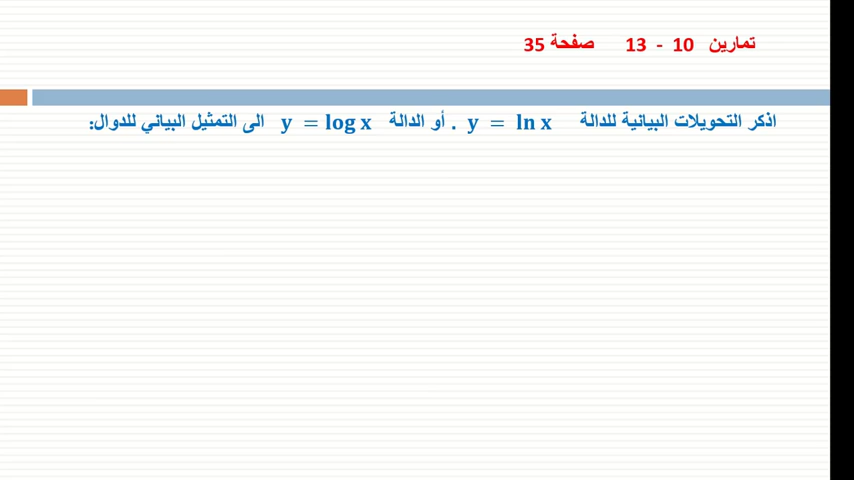 تمارين 10 - 13 صفحة 35
اذكر التحويلات البيانية للدالة y = ln x . أو الدالة y = log x الى التمثيل البياني للدوال: